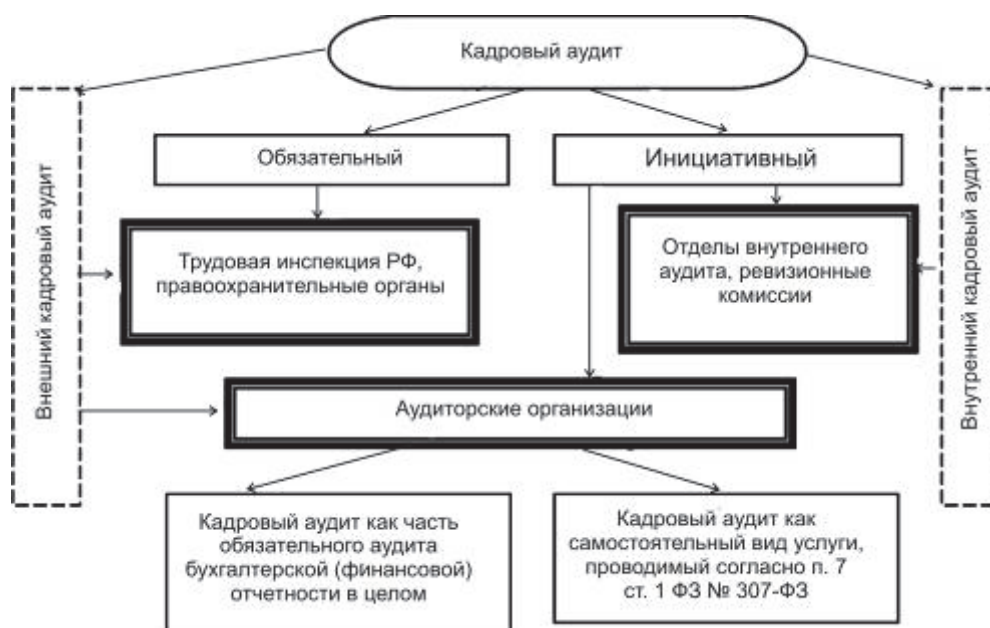 Кадровый аудит
Обязательный
Инициативный
Внешний кадровый аудит
Трудовая инспекция РФ,
правоохранительные органы
Отделы внутреннего
аудита, ревизионные
комиссии
Внутренний кадровый аудит
Аудиторские организации
Кадровый аудит как часть
обязательного аудита
бухгалтерской (финансовой)
отчетности в целом
Кадровый аудит как
самостоятельный вид услуги,
проводимый согласно п. 7
ст. 1 ФЗ № 307-ФЗ